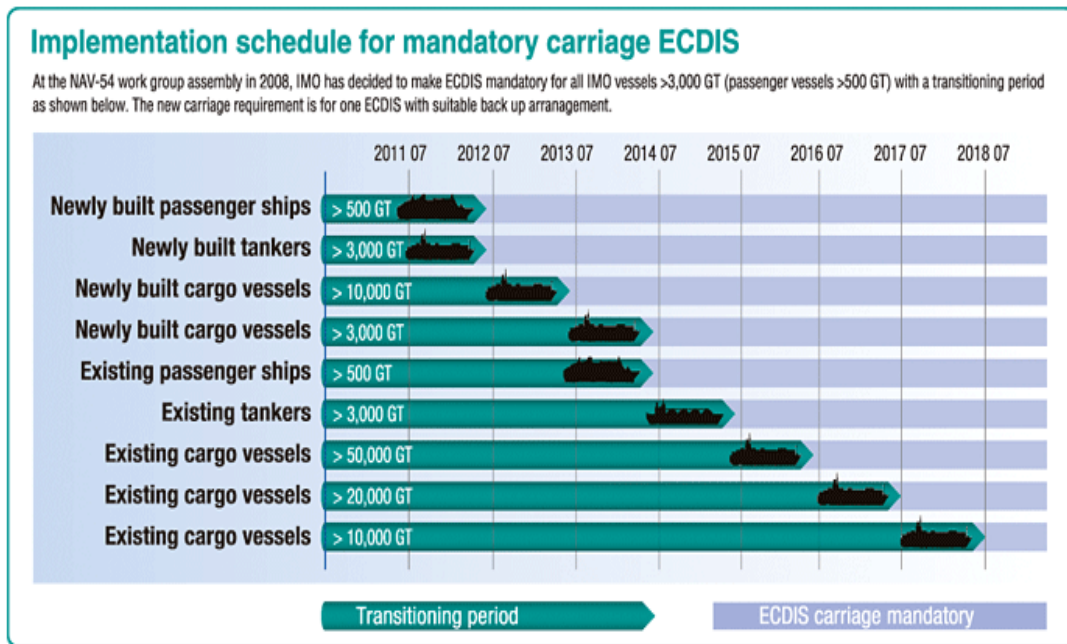 Implementation schedule for mandatory carriage ECDIS
At the NAV-54 work group assembly in 2008, IMO has decided to make ECDIS mandatory for all IMO vessels >3,000 GT (passenger vessels >500 GT) with a transitioning period
as shown below. The new carriage requirement is for one ECDIS with suitable back up arranagement.
2011 07 2012 07 2013 07 2014 07 2015 07 2016 07 2017 07 2018 07
Newly built passenger ships > 500 GT
Newly built tankers > 3,000 GT
Newly built cargo vessels > 10,000 GT
Newly built cargo vessels > 3,000 GT
Existing passenger ships > 500 GT
Existing tankers > 3,000 GT
Existing cargo vessels > 50,000 GT
Existing cargo vessels > 20,000 GT
Existing cargo vessels > 10,000 GT
Transitioning period ECDIS carriage mandatory